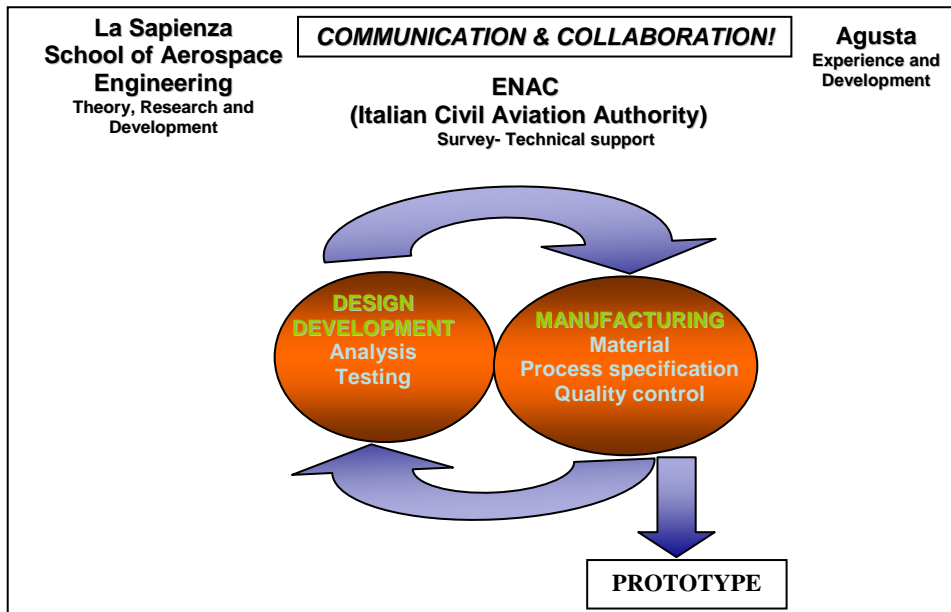 La Sapienza
School of Aerospace
Engineering
Theory, Research and
Development
COMMUNICATION & COLLABORATION!
ENAC
(Italian Civil Aviation Authority)
Survey- Technical support
Agusta
Experience and
Development
DESIGN
DEVELOPMENT
Analysis
Testing
MANUFACTURING
Material
Process specification
Quality control
PROTOTYPE